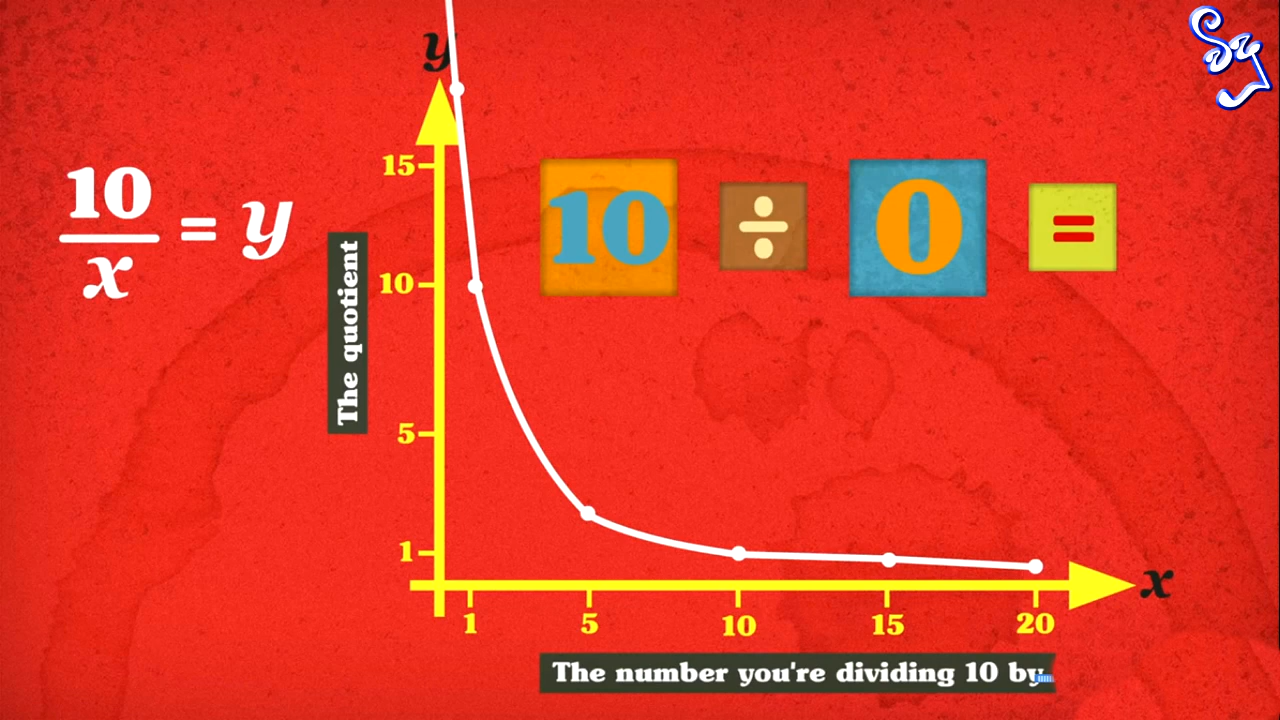 y
15
10
5
1
The quotient
10
x
= y
10 ÷ 0 =
x
1 5 10 15 20
The number you're dividing 10 by